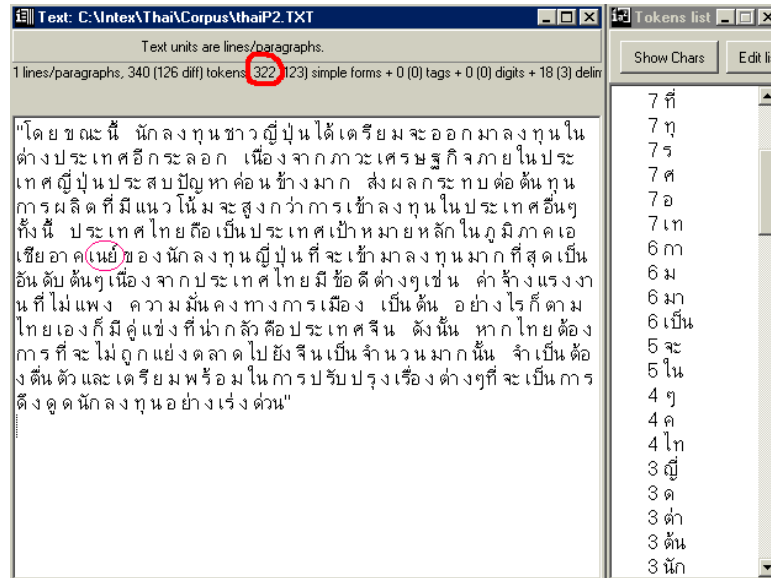 Text: C:\Intex\Thai\Corpus\thaiP2.TXT
Text units are lines/paragraphs.
1 lines/paragraphs, 340 (126 diff) tokens: 322 (123) simple forms + 0 (0) tags + 0 (0) digits + 18 (3) delim
"โดยขณะนี้ นักลงทุนชาวญี่ปุ่นได้เตรียมจะออกมาลงทุนใน
ต่างประเทศอีกระลอก เนื่องจากภาวะเศรษฐกิจภายในประ
เทศญี่ปุ่นประสบปัญหาค่อนข้างมาก ส่งผลกระทบต่อต้นทุน
การผลิตที่มีแนวโน้มจะสูงกว่าการเข้าลงทุนในประเทศอื่นๆ
ทั้งนี้ ประเทศไทยถือเป็นประเทศเป้าหมายหลักในภูมิภาคเอ
เชียอาคเนย์ของนักลงทุนญี่ปุ่นที่จะเข้ามาลงทุนมากที่สุดเป็น
อันดับต้นๆเนื่องจากประเทศไทยมีข้อดีต่างๆเช่น ค่าจ้างแรงงา
นที่ไม่แพง ความมั่นคงทางการเมือง เป็นต้น อย่างไรก็ตาม
ไทยเองก็มีคู่แข่งที่น่ากลัวคือประเทศจีน ดังนั้น หากไทยต้อง
การที่จะไม่ถูกแย่งตลาดไปยังจีนเป็นจำนวนมากนั้น จำเป็นต้อ
งตื่นตัวและเตรียมพร้อมในการปรับปรุงเรื่องต่างๆที่จะเป็นการ
ดึงดูดนักลงทุนอย่างเร่งด่วน"
Tokens list
Show Chars
Edit li
7 ที่
7 ทุ
7 ร
7 ศ
7 อ
7 เท
6 กา
6 ม
6 มา
6 เป็น
5 จะ
5 ใน
4 ๆ
4 ค
4 ไท
3 ญี่
3 ด
3 ต่า
3 ต้น
3 นัก